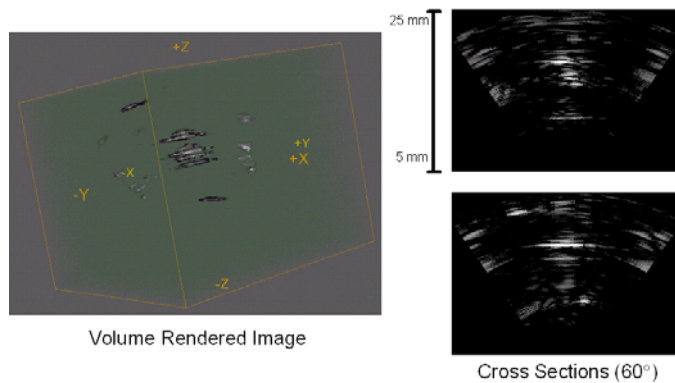 25 mm
+Z
+Y
+X
-X
-Y
5 mm
-Z
Volume Rendered Image
Cross Sections (60°)